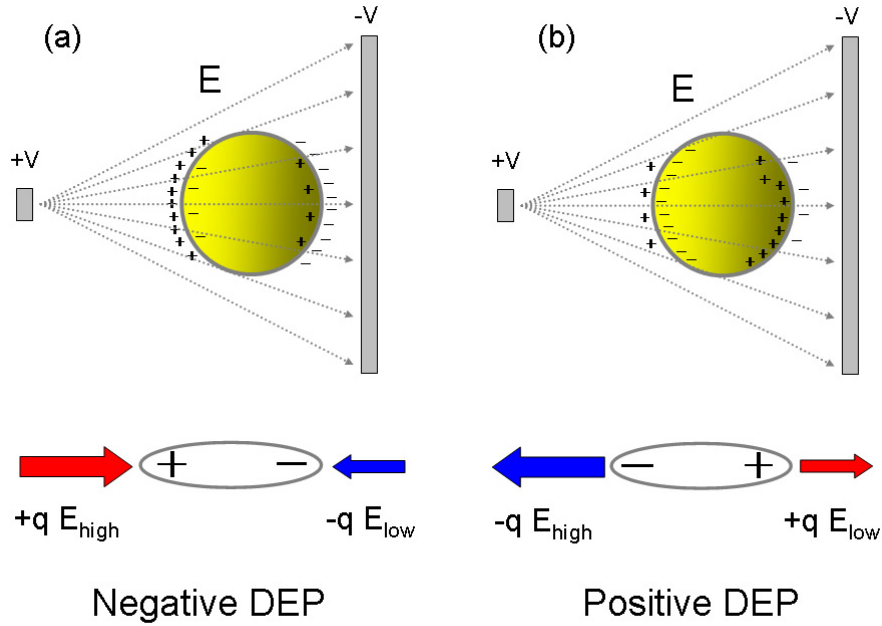 (a)
-V
E
+V
+q E_high
-q E_low
Negative DEP
(b)
-V
E
+V
-q E_high
+q E_low
Positive DEP